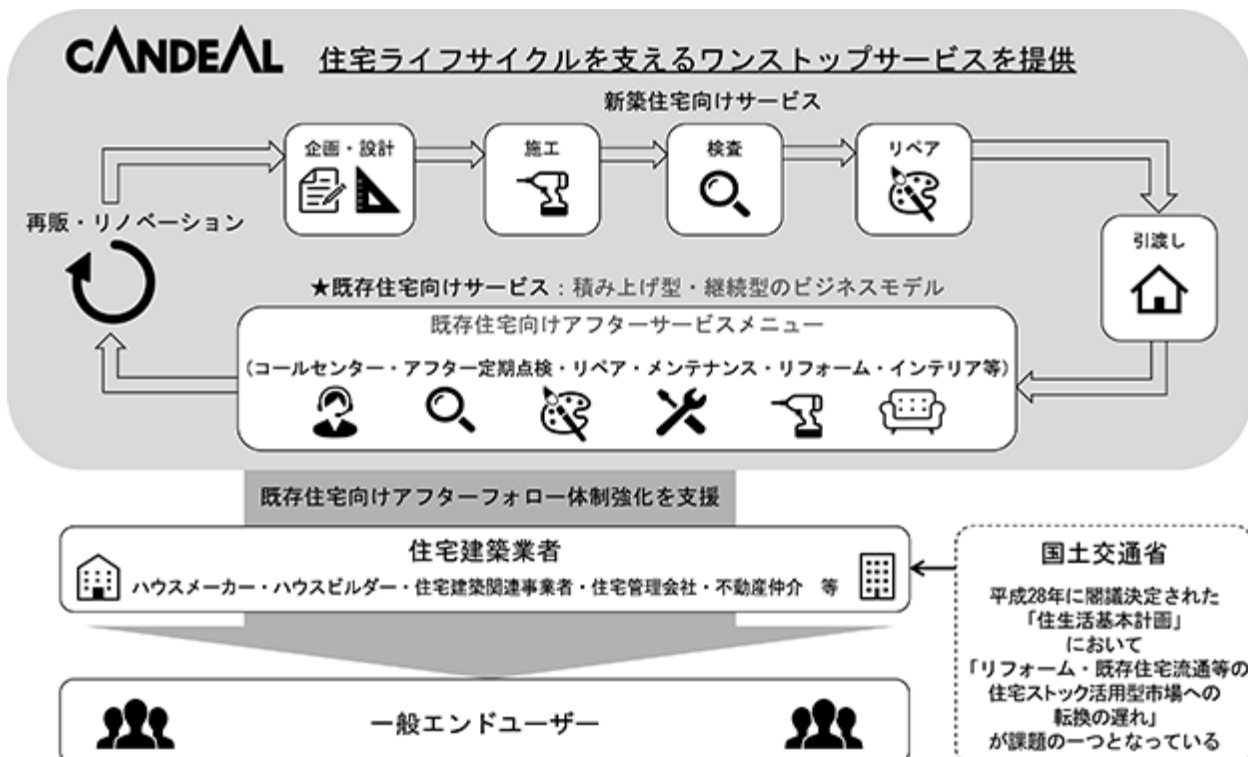 CANDEAL 住宅ライフサイクルを支えるワンストップサービスを提供
新築住宅向けサービス
企画・設計
施工
検査
リペア
引渡し
再販・リノベーション
★既存住宅向けサービス：積み上げ型・継続型のビジネスモデル
既存住宅向けアフターサービスメニュー
(コールセンター・アフター定期点検・リペア・メンテナンス・リフォーム・インテリア等)
既存住宅向けアフターフォロー体制強化を支援
住宅建築業者
ハウスメーカー・ハウスビルダー・住宅建築関連事業者・住宅管理会社・不動産仲介 等
一般エンドユーザー
国土交通省
平成28年に閣議決定された
「住生活基本計画」
において
「リフォーム・既存住宅流通等の
住宅ストック活用型市場への
転換の遅れ」
が課題の一つとなっている